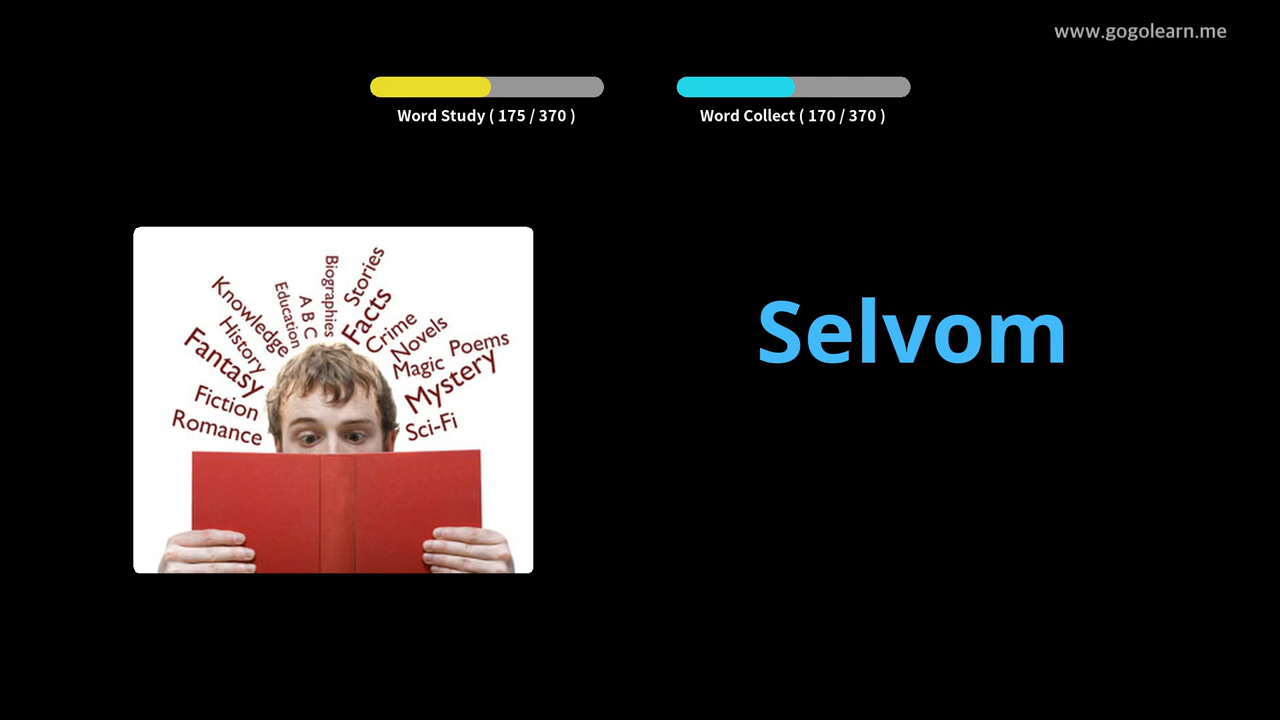 www.gogolearn.me
Word Study ( 175 / 370 )
Word Collect ( 170 / 370 )
Selvom
Biographies
Stories
Education
A B C
Facts
Knowledge
Crime
History
Novels
Fantasy
Magic
Poems
Mystery
Fiction
Romance
Sci-Fi